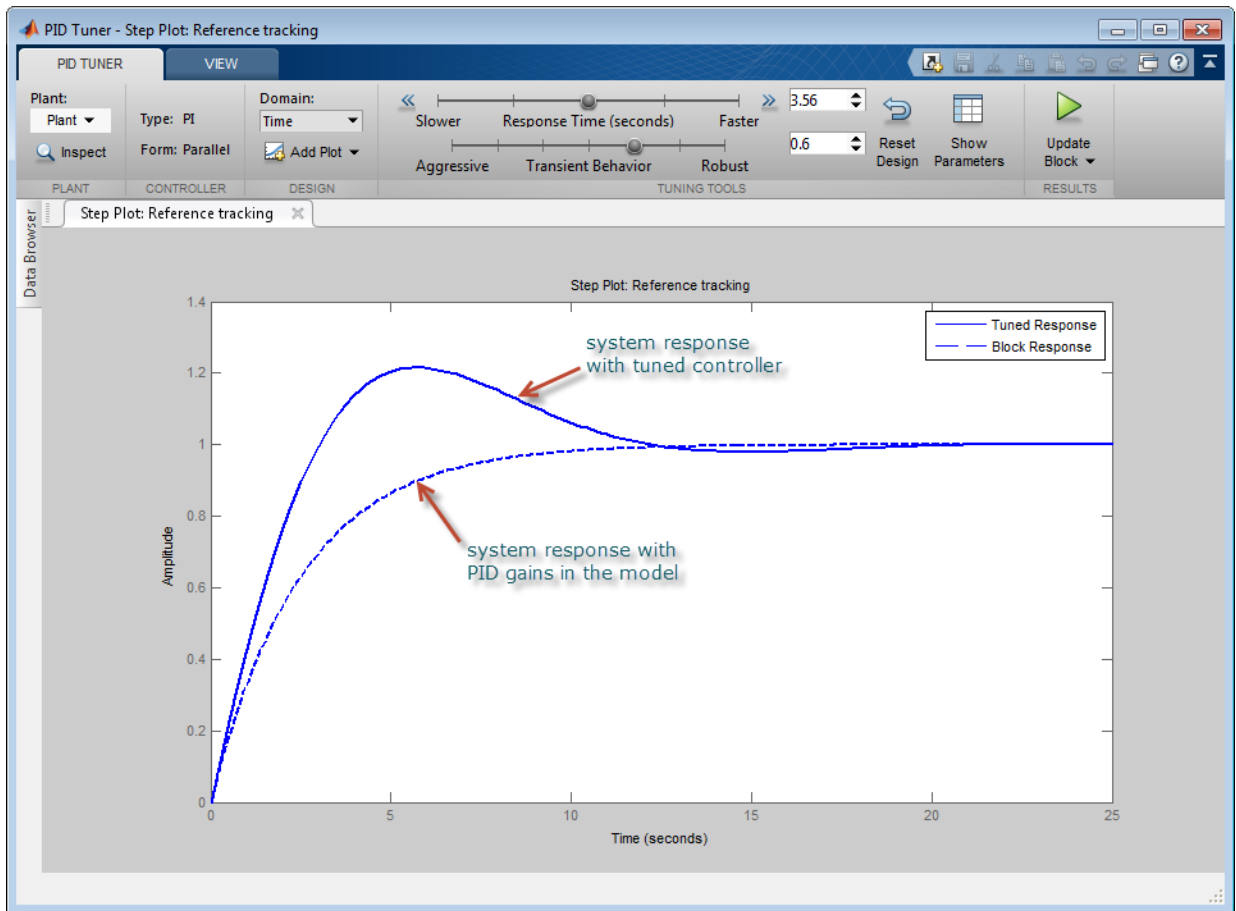 PID Tuner - Step Plot: Reference tracking
PID TUNER
VIEW
Plant:
Plant
Inspect
PLANT
Type: PI
Form: Parallel
CONTROLLER
Domain:
Time
Add Plot
DESIGN
Slower Response Time (seconds) Faster
3.56
Aggressive Transient Behavior Robust
0.6
Reset
Design
Show
Parameters
TUNING TOOLS
Update
Block
RESULTS
Data Browser
Step Plot: Reference tracking
Step Plot: Reference tracking
Tuned Response
Block Response
system response
with tuned controller
system response with
PID gains in the model
Amplitude
1.4
1.2
1
0.8
0.6
0.4
0.2
0
0 5 10 15 20 25
Time (seconds)